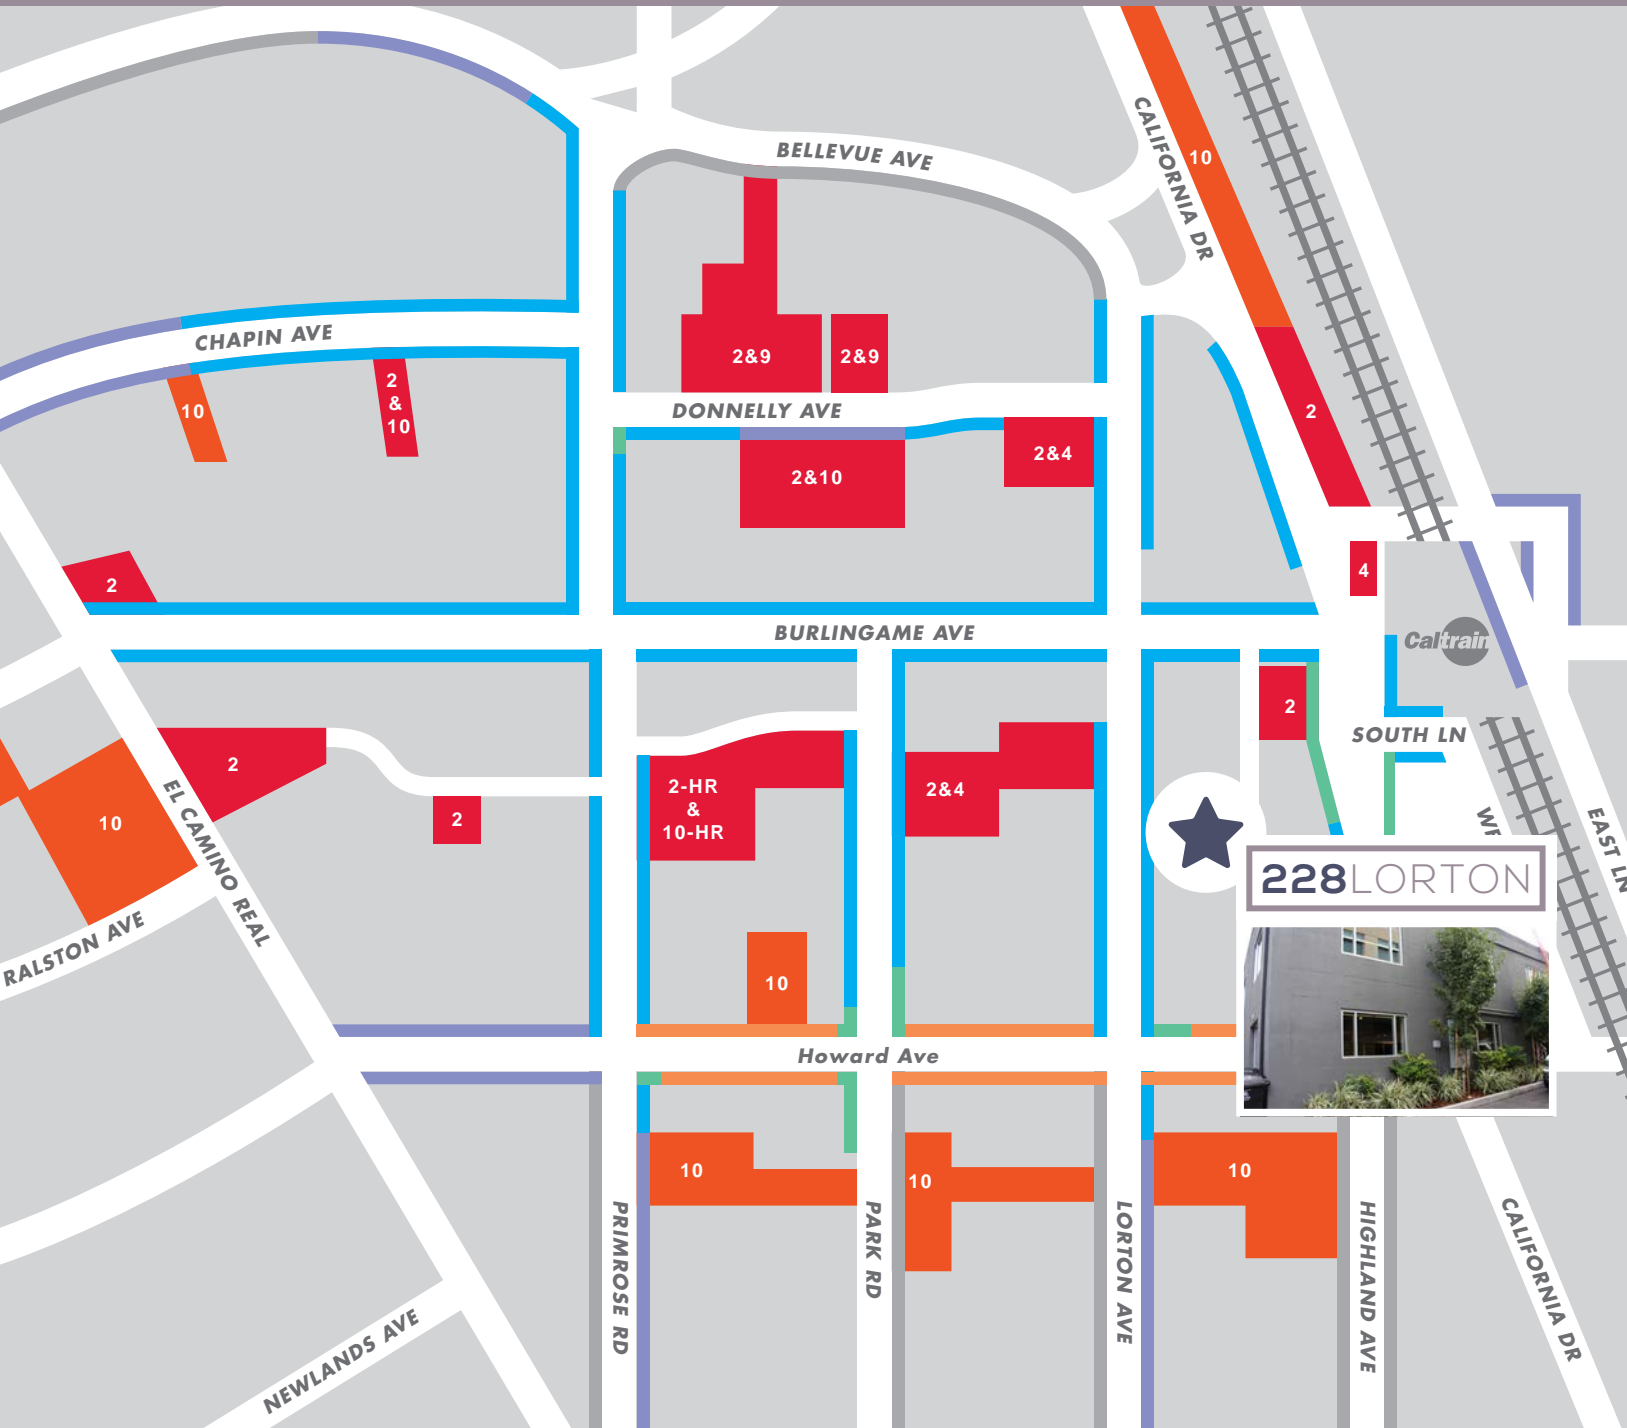 BELLEVUE AVE
CALIFORNIA DR
10
CHAPIN AVE
2&9
2&9
10
2
&
10
DONNELLY AVE
2
2&10
2&4
2
4
BURLINGAME AVE
Caltrain
2
SOUTH LN
2
10
EL CAMINO REAL
2
2-HR
&
10-HR
2&4
EAST LN
228LORTON
RALSTON AVE
10
Howard Ave
10
10
10
PRIMROSE RD
PARK RD
LORTON AVE
HIGHLAND AVE
CALIFORNIA DR
NEWLANDS AVE